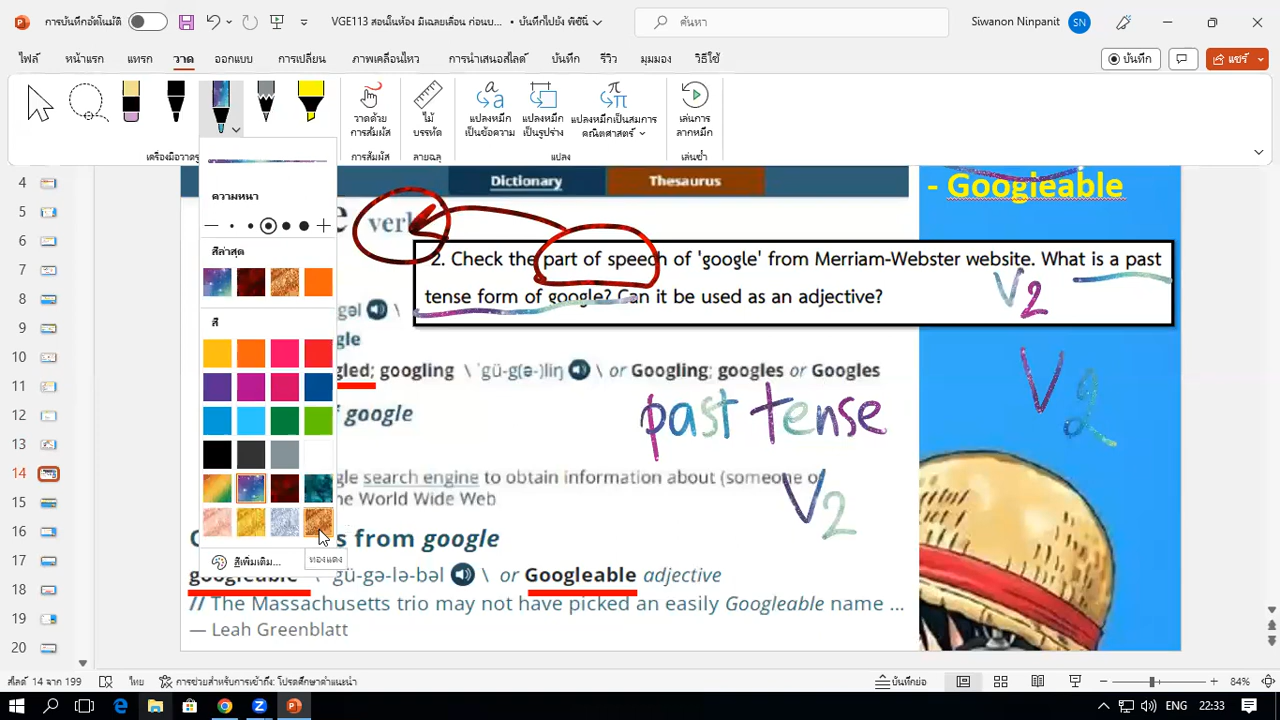 การบันทึกอัตโนมัติ
VGE113 สอนในห้อง มีเฉลยเลือน ก่อนบ... • บันทึกไปยัง พีซีนี้
ค้นหา
Siwanon Ninpanit SN
ไฟล์ หน้าแรก แทรก วาด ออกแบบ การเปลี่ยน ภาพเคลื่อนไหว การนำเสนอสไลด์ บันทึก รีวิว มุมมอง วิธีใช้
บันทึก แชร์
วาดด้วย
การสัมผัส
ไม้
บรรทัด
แปลงหมึก
เป็นข้อความ
แปลงหมึก
เป็นรูปร่าง
แปลงหมึกเป็นสมการ
คณิตศาสตร์
เล่นการ
ลากหมึก
เครื่องมือวาดรูป
การสัมผัส ลายฉลุ แปลง เล่นซ้ำ
ความหนา
สีล่าสุด
สี
สีเพิ่มเติม...
ทองแดง
4
5
6
7
8
9
10
11
12
13
14
15
16
17
18
19
20
Dictionary Thesaurus
- Googleable
e verb
2. Check the part of speech of 'google' from Merriam-Webster website. What is a past
tense form of google? Can it be used as an adjective?
V2
V2
gəl \
gle
gled; googling \ ˈgü-g(ə-)liŋ \ or Googling; googles or Googles
f google
past tense
V2
gle search engine to obtain information about (someone o
he World Wide Web
s from google
googleable \ ˈgü-gə-lə-bəl \ or Googleable adjective
// The Massachusetts trio may not have picked an easily Googleable name ...
— Leah Greenblatt
สไลด์ 14 จาก 199 ไทย การช่วยสำหรับการเข้าถึง: โปรดศึกษาคำแนะนำ
บันทึกย่อ 84%
ENG 22:33